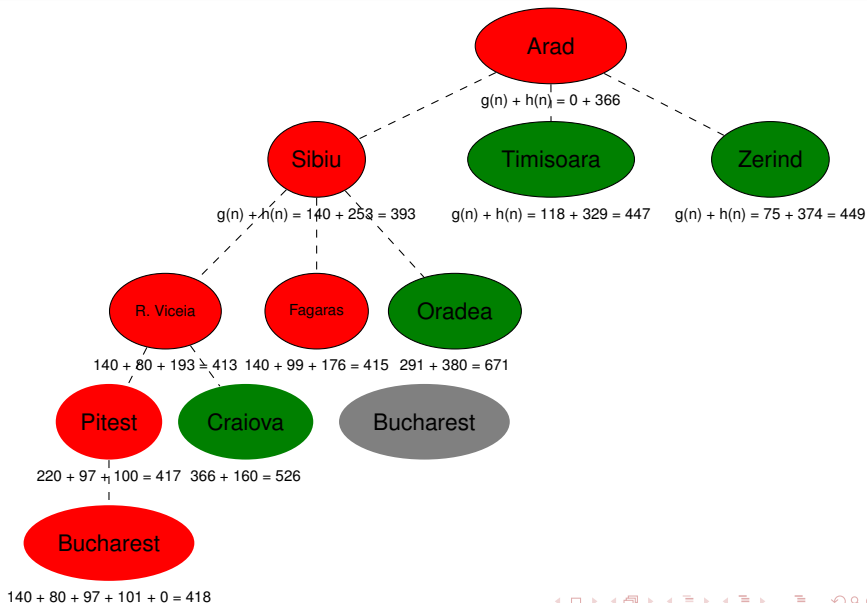 Arad
g(n) + h(n) = 0 + 366
Sibiu Timisoara Zerind
g(n) + h(n) = 140 + 253 = 393 g(n) + h(n) = 118 + 329 = 447 g(n) + h(n) = 75 + 374 = 449
R. Viceia Fagaras Oradea
140 + 80 + 193 = 413 140 + 99 + 176 = 415 291 + 380 = 671
Pitest Craiova Bucharest
220 + 97 + 100 = 417 366 + 160 = 526
Bucharest
140 + 80 + 97 + 101 + 0 = 418